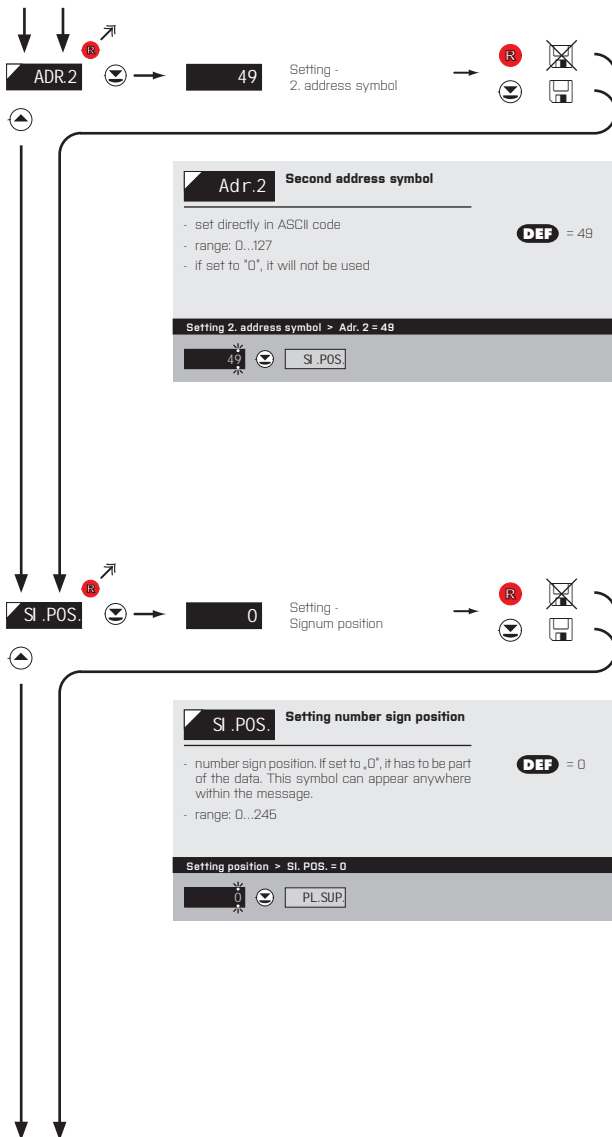 R
ADR.2
49
Setting -
2. address symbol
R
Adr.2
Second address symbol
- set directly in ASCII code
- range: 0...127
- if set to "0", it will not be used
DEF = 49
Setting 2. address symbol > Adr. 2 = 49
49
SI.POS.
R
SI.POS.
0
Setting -
Signum position
R
SI.POS.
Setting number sign position
- number sign position. If set to „0", it has to be part
of the data. This symbol can appear anywhere
within the message.
- range: 0...245
DEF = 0
Setting position > SI. POS. = 0
0
PL.SUP.